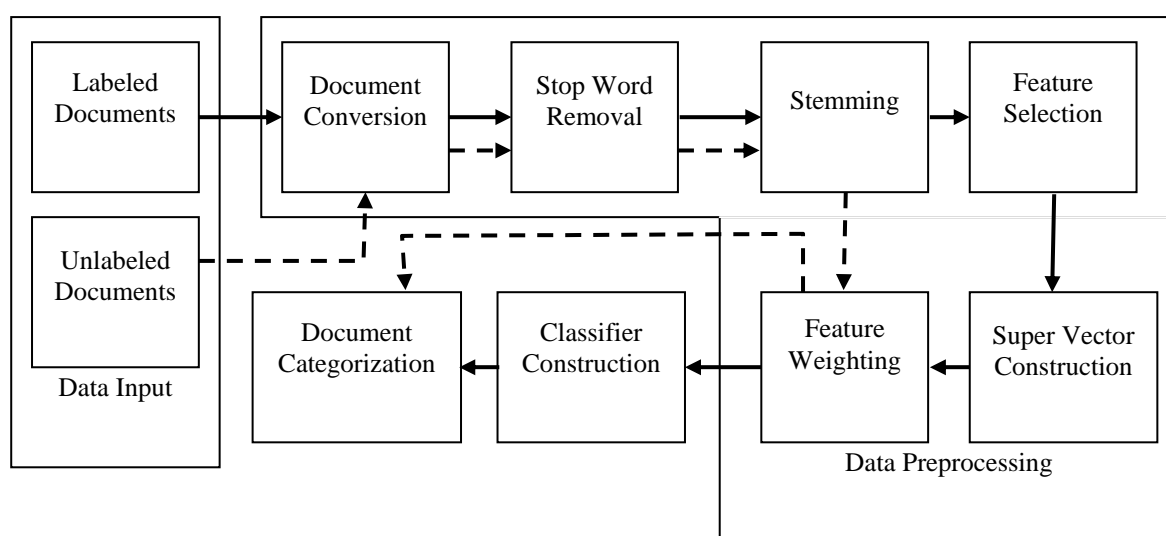 Labeled
Documents
Document
Conversion
Stop Word
Removal
Stemming
Feature
Selection
Unlabeled
Documents
Data Input
Document
Categorization
Classifier
Construction
Feature
Weighting
Super Vector
Construction
Data Preprocessing